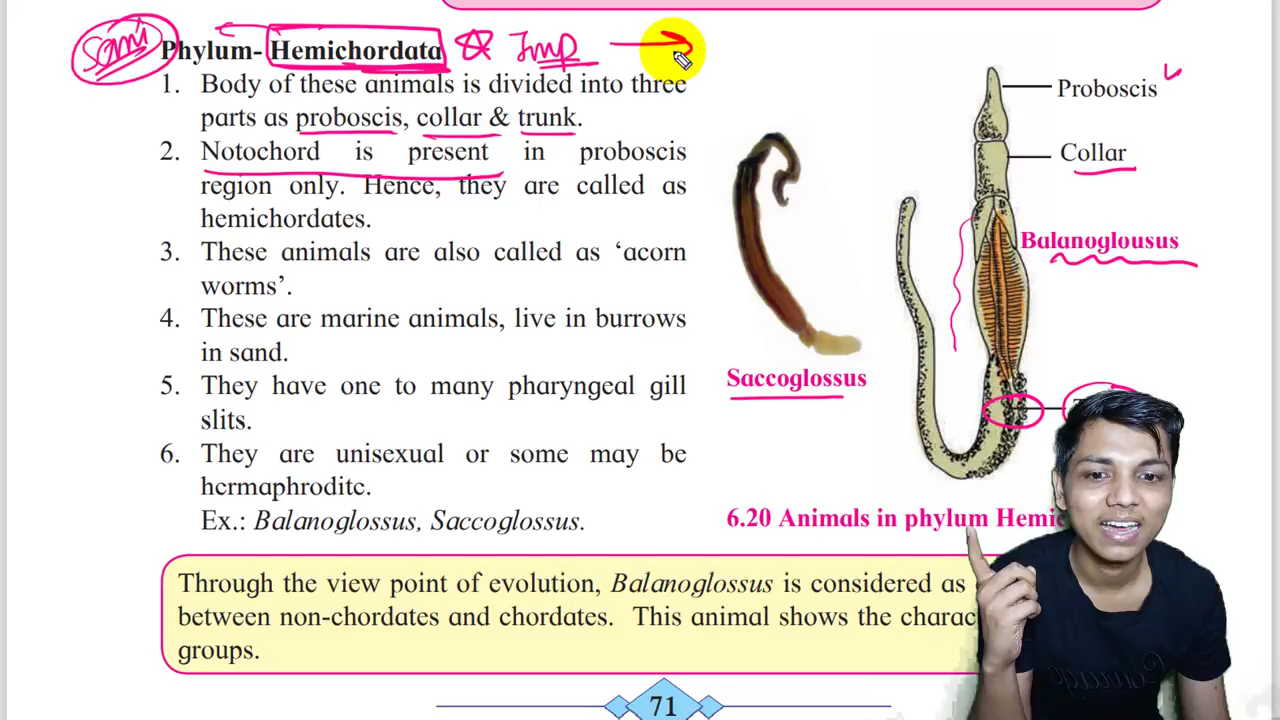 Semi
Phylum- Hemichordata Imp
1. Body of these animals is divided into three
parts as proboscis, collar & trunk.
2. Notochord is present in proboscis
region only. Hence, they are called as
hemichordates.
3. These animals are also called as ‘acorn
worms’.
4. These are marine animals, live in burrows
in sand.
5. They have one to many pharyngeal gill
slits.
6. They are unisexual or some may be
hermaphrodite.
Ex.: Balanoglossus, Saccoglossus.
Proboscis
Collar
Balanoglousus
Saccoglossus
6.20 Animals in phylum Hemi
Through the view point of evolution, Balanoglossus is considered as
between non-chordates and chordates. This animal shows the charac
groups.
71